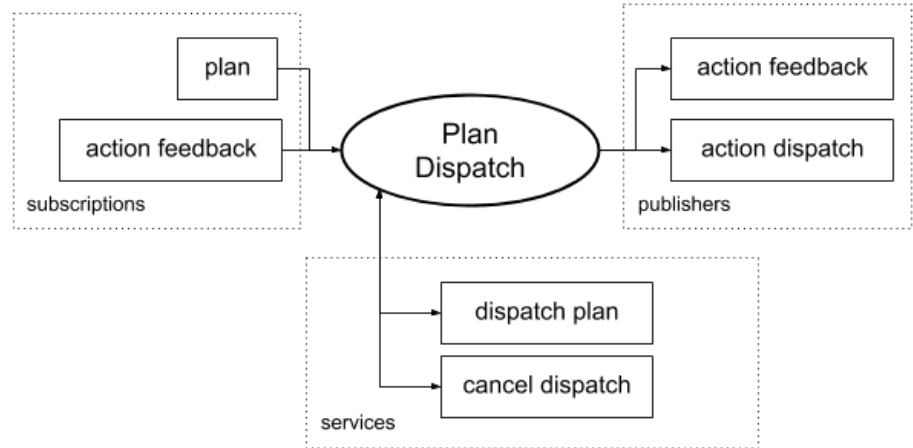 plan
action feedback
subscriptions
Plan
Dispatch
action feedback
action dispatch
publishers
dispatch plan
cancel dispatch
services